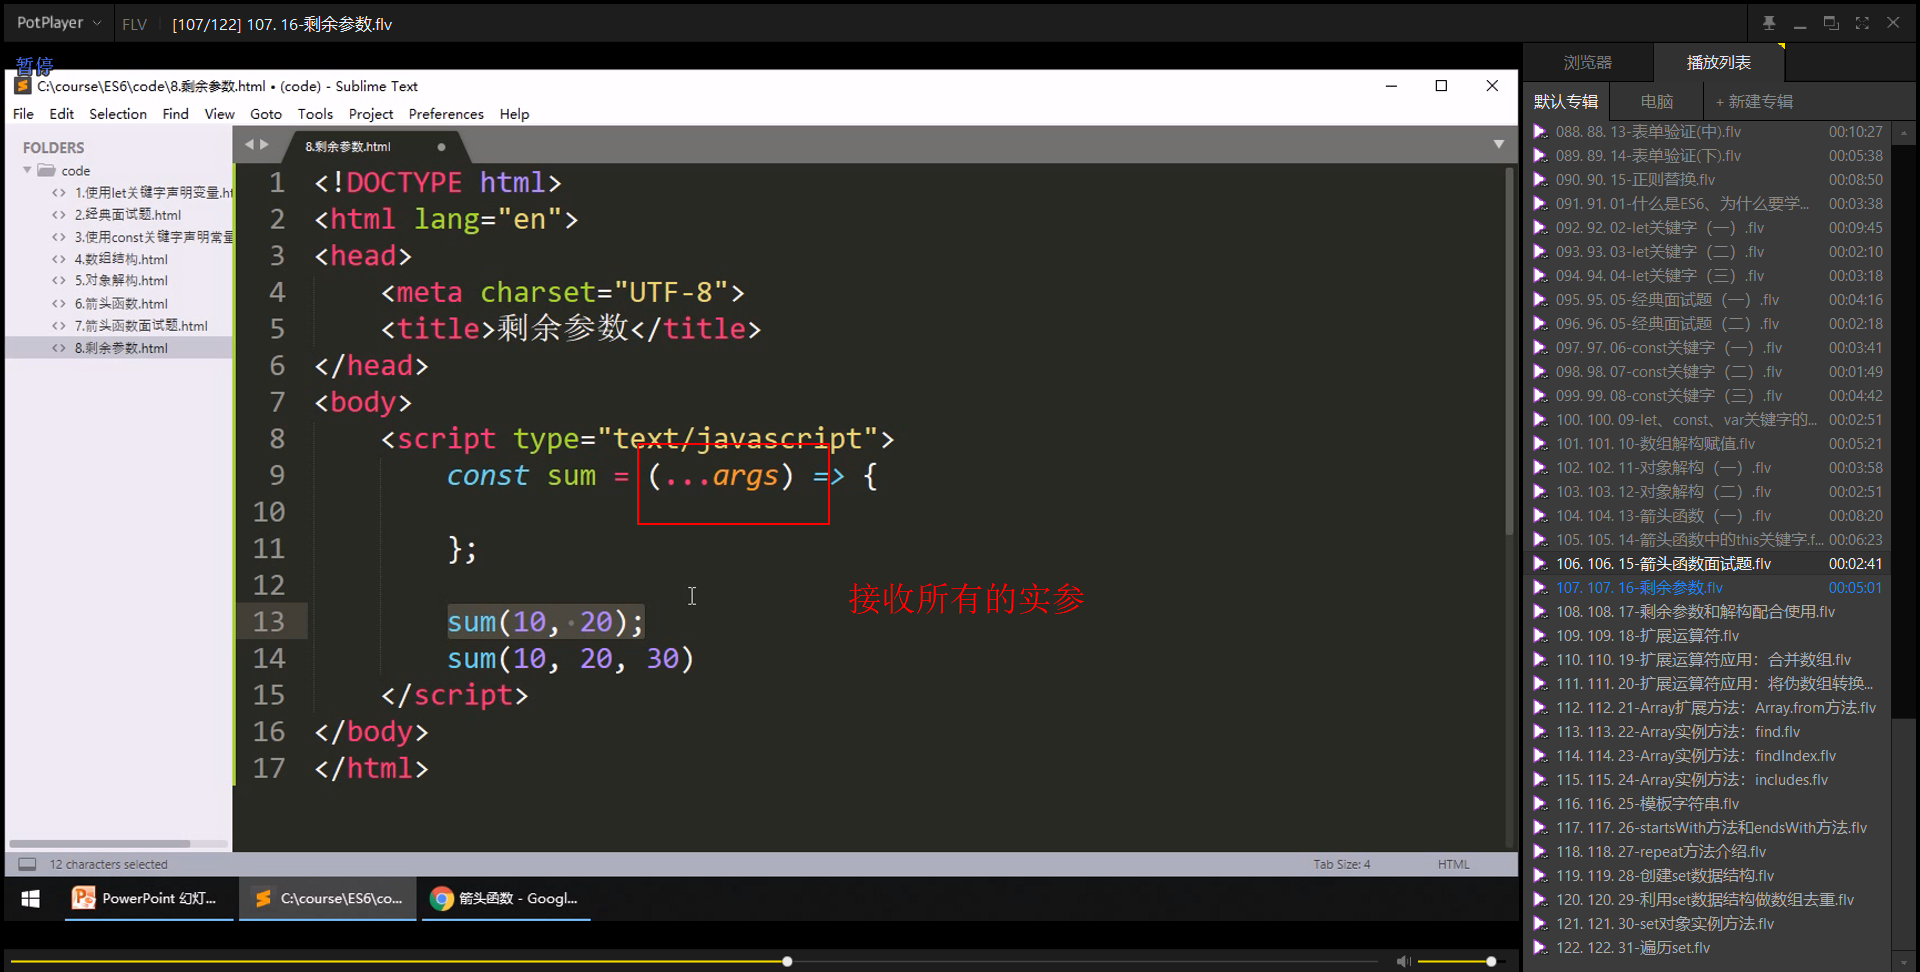 PotPlayer
FLV
[107/122] 107. 16-剩余参数.flv
暂停
C:\course\ES6\code\8.剩余参数.html • (code) - Sublime Text
File Edit Selection Find View Goto Tools Project Preferences Help
FOLDERS
code
1.使用let关键字声明变量.ht
2.经典面试题.html
3.使用const关键字声明常量
4.数组结构.html
5.对象解构.html
6.箭头函数.html
7.箭头函数面试题.html
8.剩余参数.html
8.剩余参数.html
1 <!DOCTYPE html>
2 <html lang="en">
3 <head>
4 <meta charset="UTF-8">
5 <title>剩余参数</title>
6 </head>
7 <body>
8 <script type="text/javascript">
9 const sum = (...args) => {
10
11 };
12
13 sum(10, 20);
14 sum(10, 20, 30)
15 </script>
16 </body>
17 </html>
接收所有的实参
12 characters selected
Tab Size: 4
HTML
PowerPoint 幻灯...
C:\course\ES6\co...
箭头函数 - Googl...
浏览器
播放列表
默认专辑
电脑
+ 新建专辑
088. 88. 13-表单验证(中).flv 00:10:27
089. 89. 14-表单验证(下).flv 00:05:38
090. 90. 15-正则替换.flv 00:08:50
091. 91. 01-什么是ES6、为什么要学... 00:03:38
092. 92. 02-let关键字（一）.flv 00:09:45
093. 93. 03-let关键字（二）.flv 00:02:10
094. 94. 04-let关键字（三）.flv 00:03:18
095. 95. 05-经典面试题（一）.flv 00:04:16
096. 96. 05-经典面试题（二）.flv 00:02:18
097. 97. 06-const关键字（一）.flv 00:03:41
098. 98. 07-const关键字（二）.flv 00:01:49
099. 99. 08-const关键字（三）.flv 00:04:42
100. 100. 09-let、const、var关键字的... 00:02:51
101. 101. 10-数组解构赋值.flv 00:05:21
102. 102. 11-对象解构（一）.flv 00:03:58
103. 103. 12-对象解构（二）.flv 00:02:51
104. 104. 13-箭头函数（一）.flv 00:08:20
105. 105. 14-箭头函数中的this关键字.f... 00:06:23
106. 106. 15-箭头函数面试题.flv 00:02:41
107. 107. 16-剩余参数.flv 00:05:01
108. 108. 17-剩余参数和解构配合使用.flv
109. 109. 18-扩展运算符.flv
110. 110. 19-扩展运算符应用：合并数组.flv
111. 111. 20-扩展运算符应用：将伪数组转换...
112. 112. 21-Array扩展方法：Array.from方法.flv
113. 113. 22-Array实例方法：find.flv
114. 114. 23-Array实例方法：findIndex.flv
115. 115. 24-Array实例方法：includes.flv
116. 116. 25-模板字符串.flv
117. 117. 26-startsWith方法和endsWith方法.flv
118. 118. 27-repeat方法介绍.flv
119. 119. 28-创建set数据结构.flv
120. 120. 29-利用set数据结构做数组去重.flv
121. 121. 30-set对象实例方法.flv
122. 122. 31-遍历set.flv